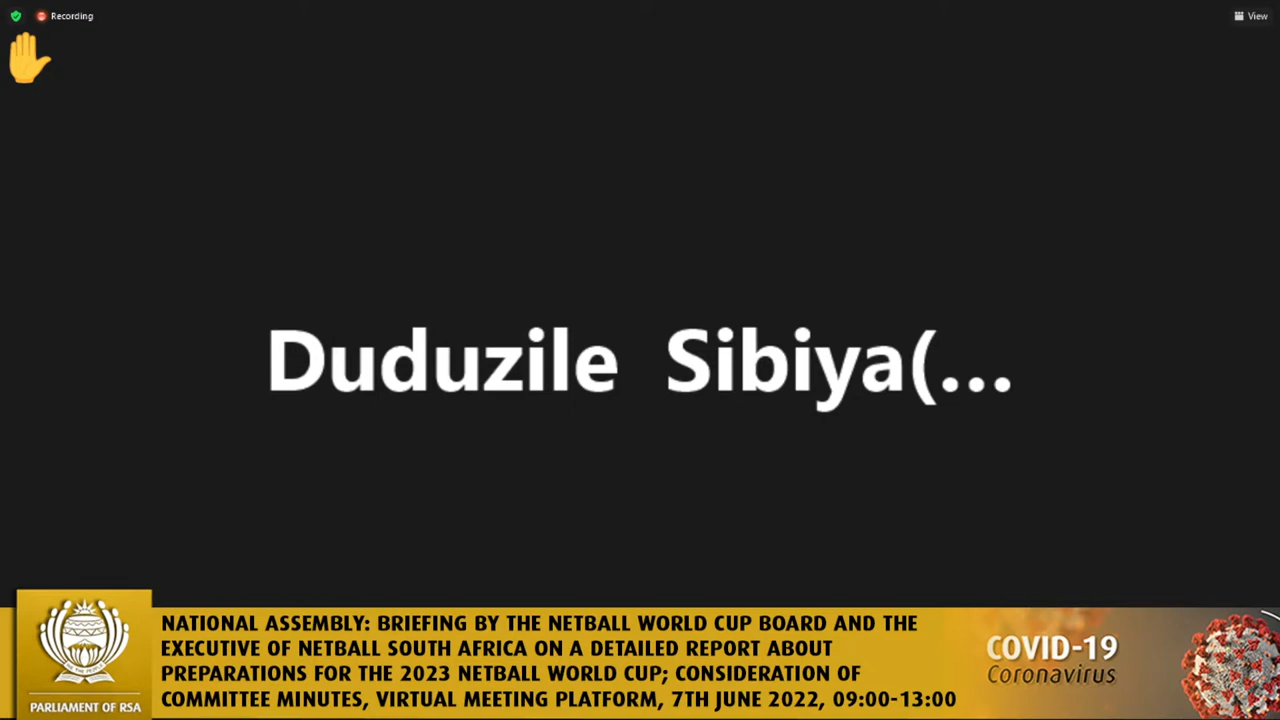 Recording
View
Duduzile Sibiya(...
NATIONAL ASSEMBLY: BRIEFING BY THE NETBALL WORLD CUP BOARD AND THE
EXECUTIVE OF NETBALL SOUTH AFRICA ON A DETAILED REPORT ABOUT
PREPARATIONS FOR THE 2023 NETBALL WORLD CUP; CONSIDERATION OF
COMMITTEE MINUTES, VIRTUAL MEETING PLATFORM, 7TH JUNE 2022, 09:00-13:00
PARLIAMENT OF RSA
COVID-19
Coronavirus